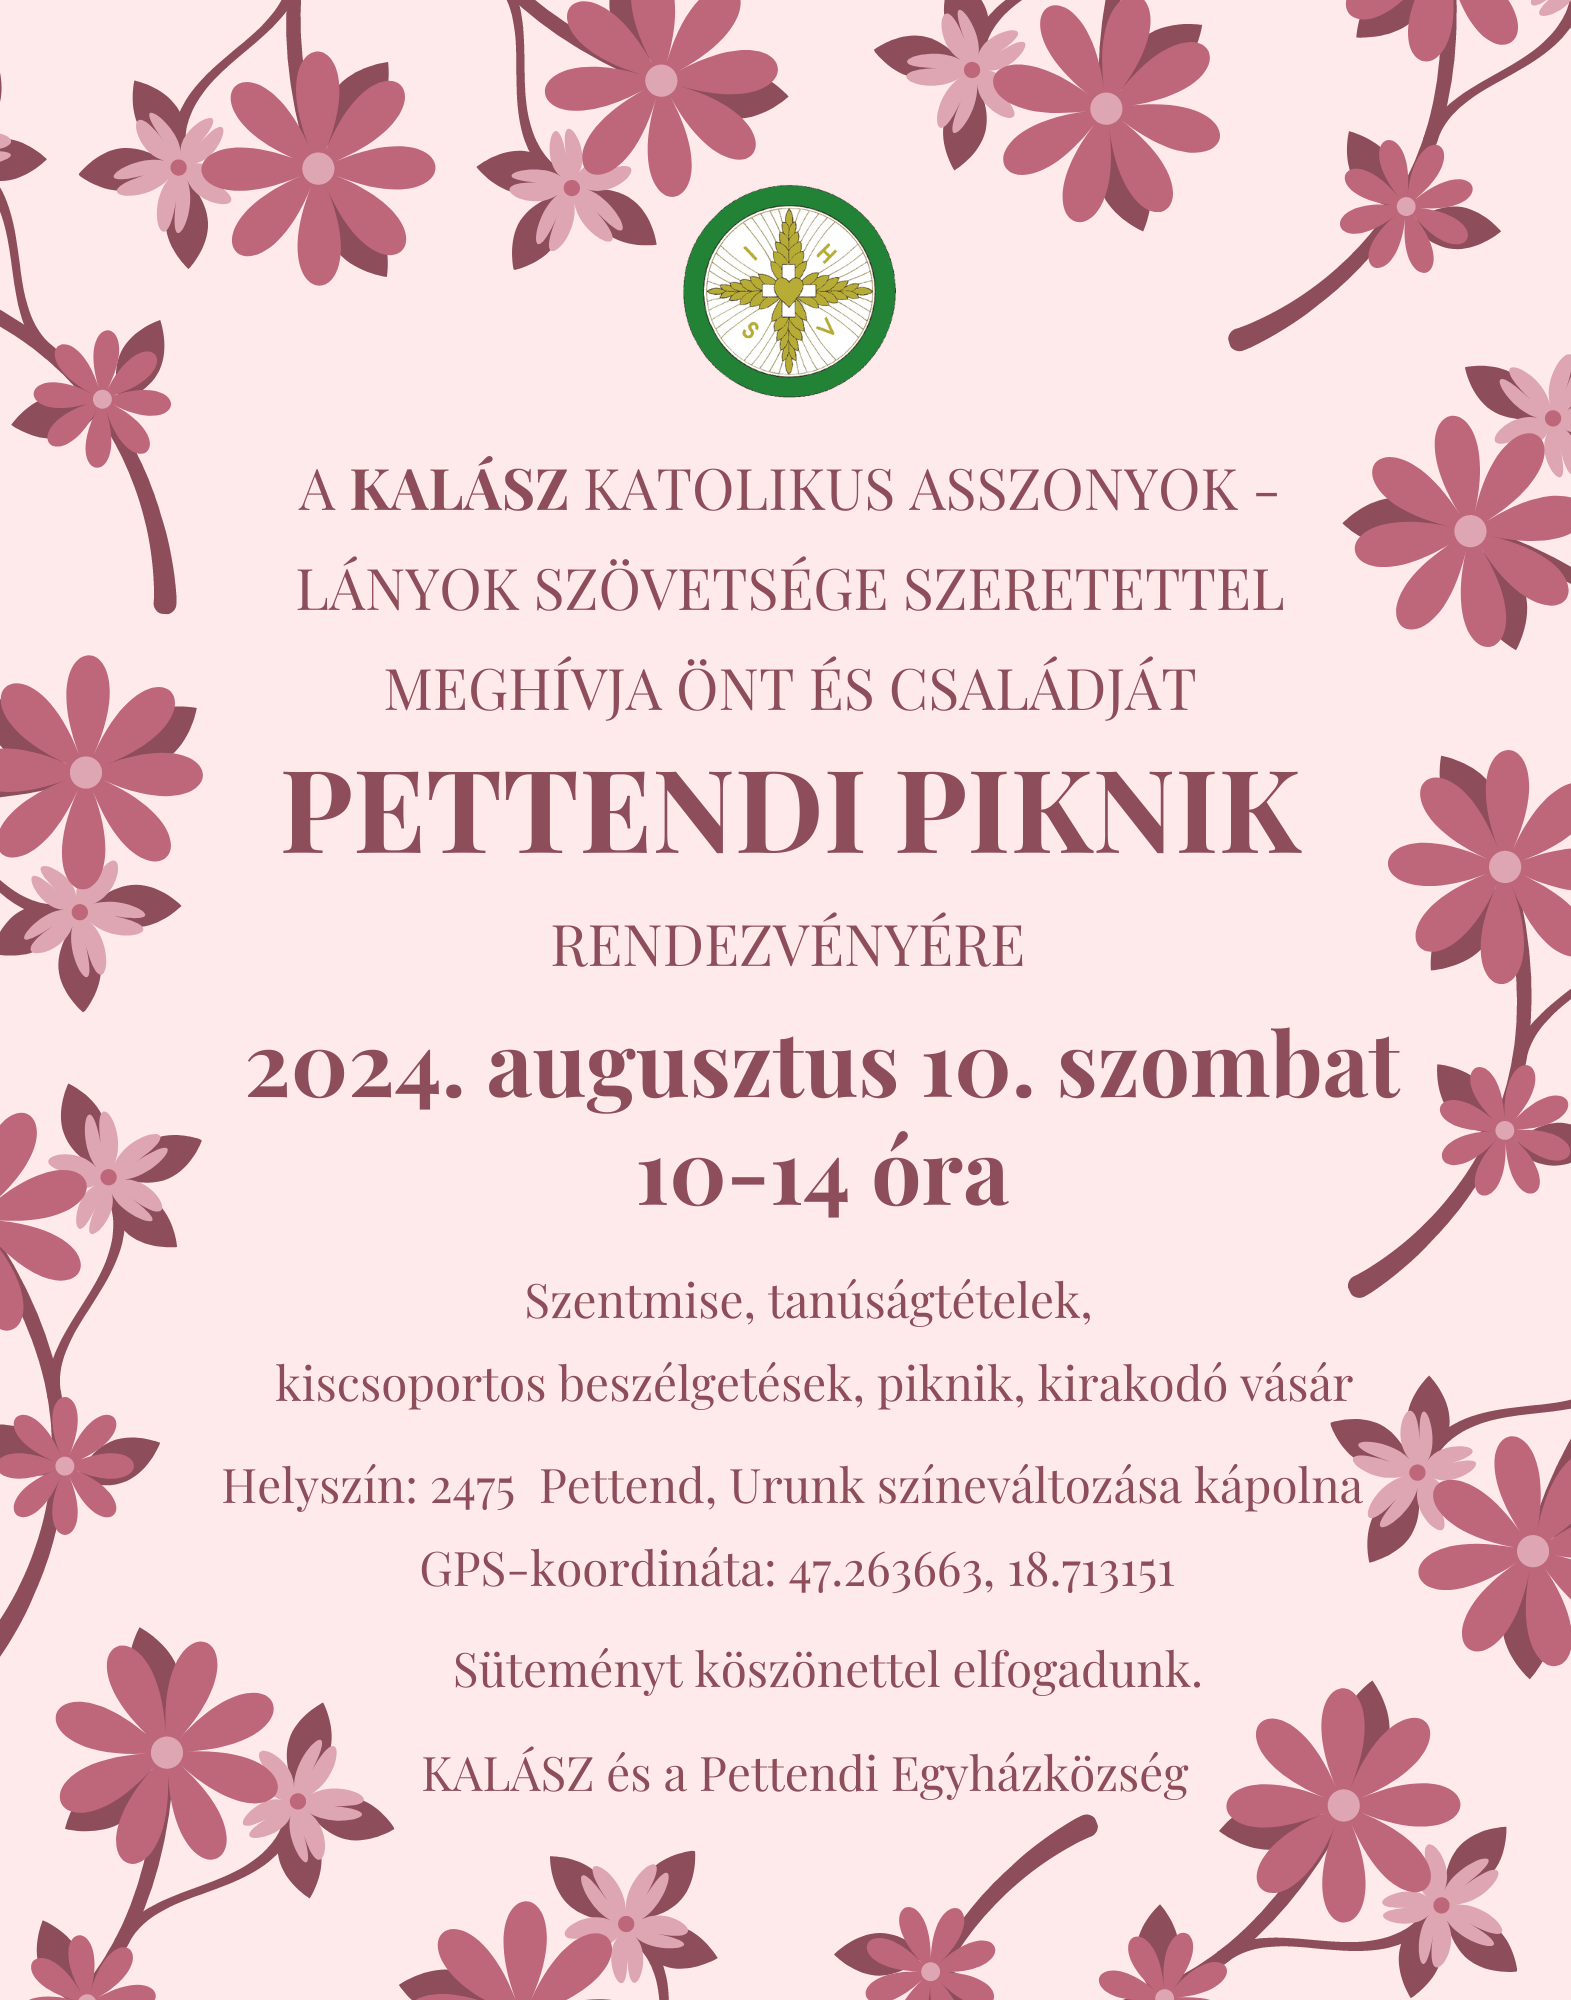 I H
S V
A KALÁSZ KATOLIKUS ASSZONYOK -
LÁNYOK SZÖVETSÉGE SZERETETTEL
MEGHÍVJA ÖNT ÉS CSALÁDJÁT
PETTENDI PIKNIK
RENDEZVÉNYÉRE
2024. augusztus 10. szombat
10-14 óra
Szentmise, tanúságtételek,
kiscsoportos beszélgetések, piknik, kirakodó vásár
Helyszín: 2475 Pettend, Urunk színeváltozása kápolna
GPS-koordináta: 47.263663, 18.713151
Süteményt köszönettel elfogadunk.
KALÁSZ és a Pettendi Egyházközség